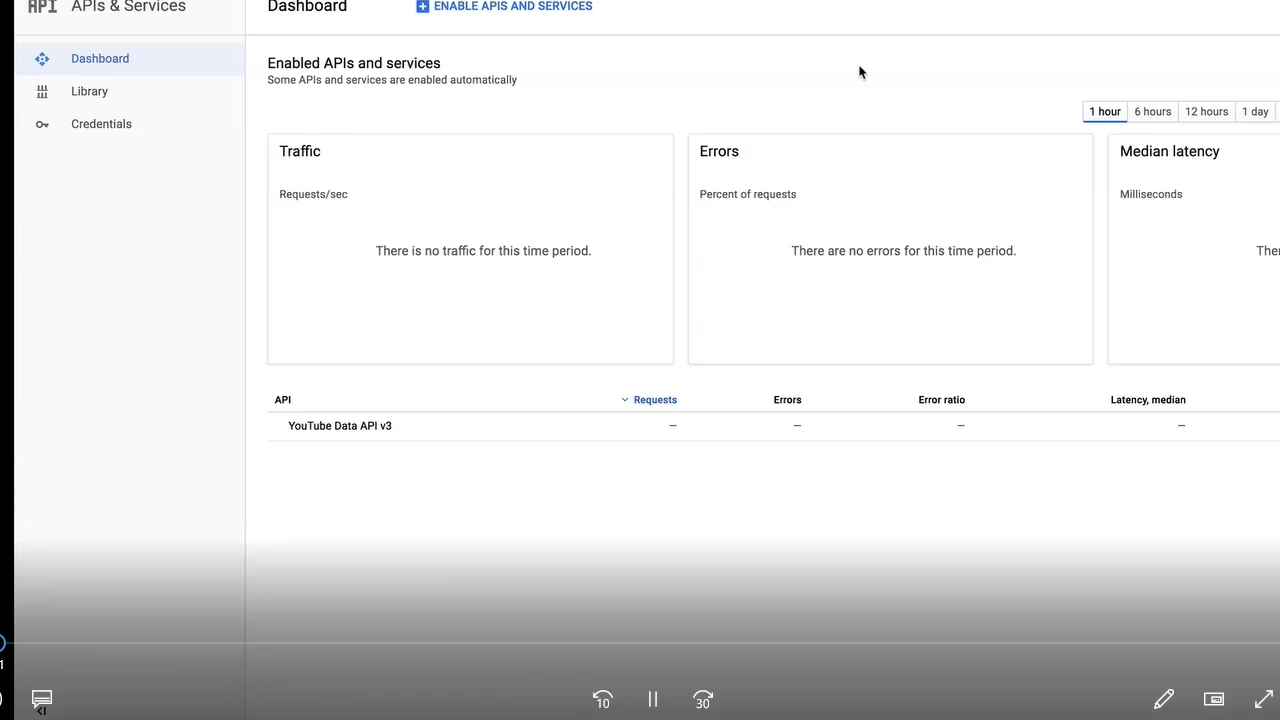 API APIs & Services
Dashboard
ENABLE APIS AND SERVICES
Dashboard
Library
Credentials
Enabled APIs and services
Some APIs and services are enabled automatically
1 hour 6 hours 12 hours 1 day
Traffic
Requests/sec
There is no traffic for this time period.
Errors
Percent of requests
There are no errors for this time period.
Median latency
Milliseconds
API Requests Errors Error ratio Latency, median
YouTube Data API v3 – – – –
10 30